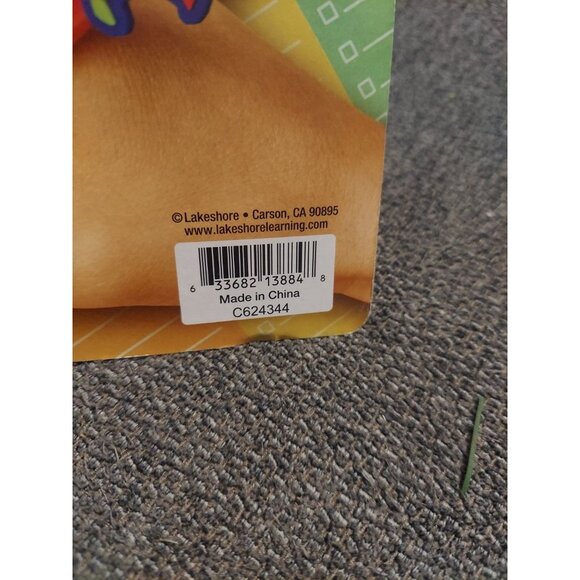 © Lakeshore • Carson, CA 90895
www.lakeshorelearning.com
6 33682 13884 8
Made in China
C624344